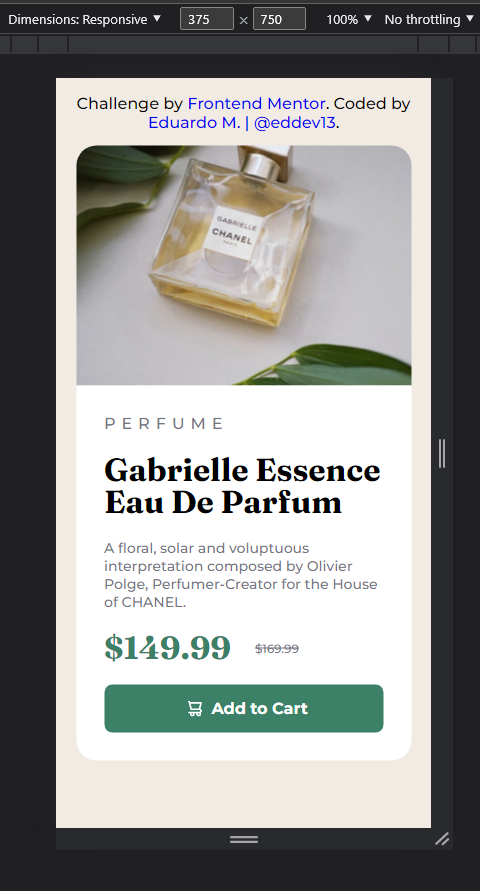 Dimensions: Responsive ▼ 375 × 750 100% ▼ No throttling ▼
Challenge by Frontend Mentor. Coded by
Eduardo M. | @eddev13.
GABRIELLE
CHANEL
PARIS
PERFUME
Gabrielle Essence
Eau De Parfum
A floral, solar and voluptuous
interpretation composed by Olivier
Polge, Perfumer-Creator for the House
of CHANEL.
$149.99 $169.99
Add to Cart